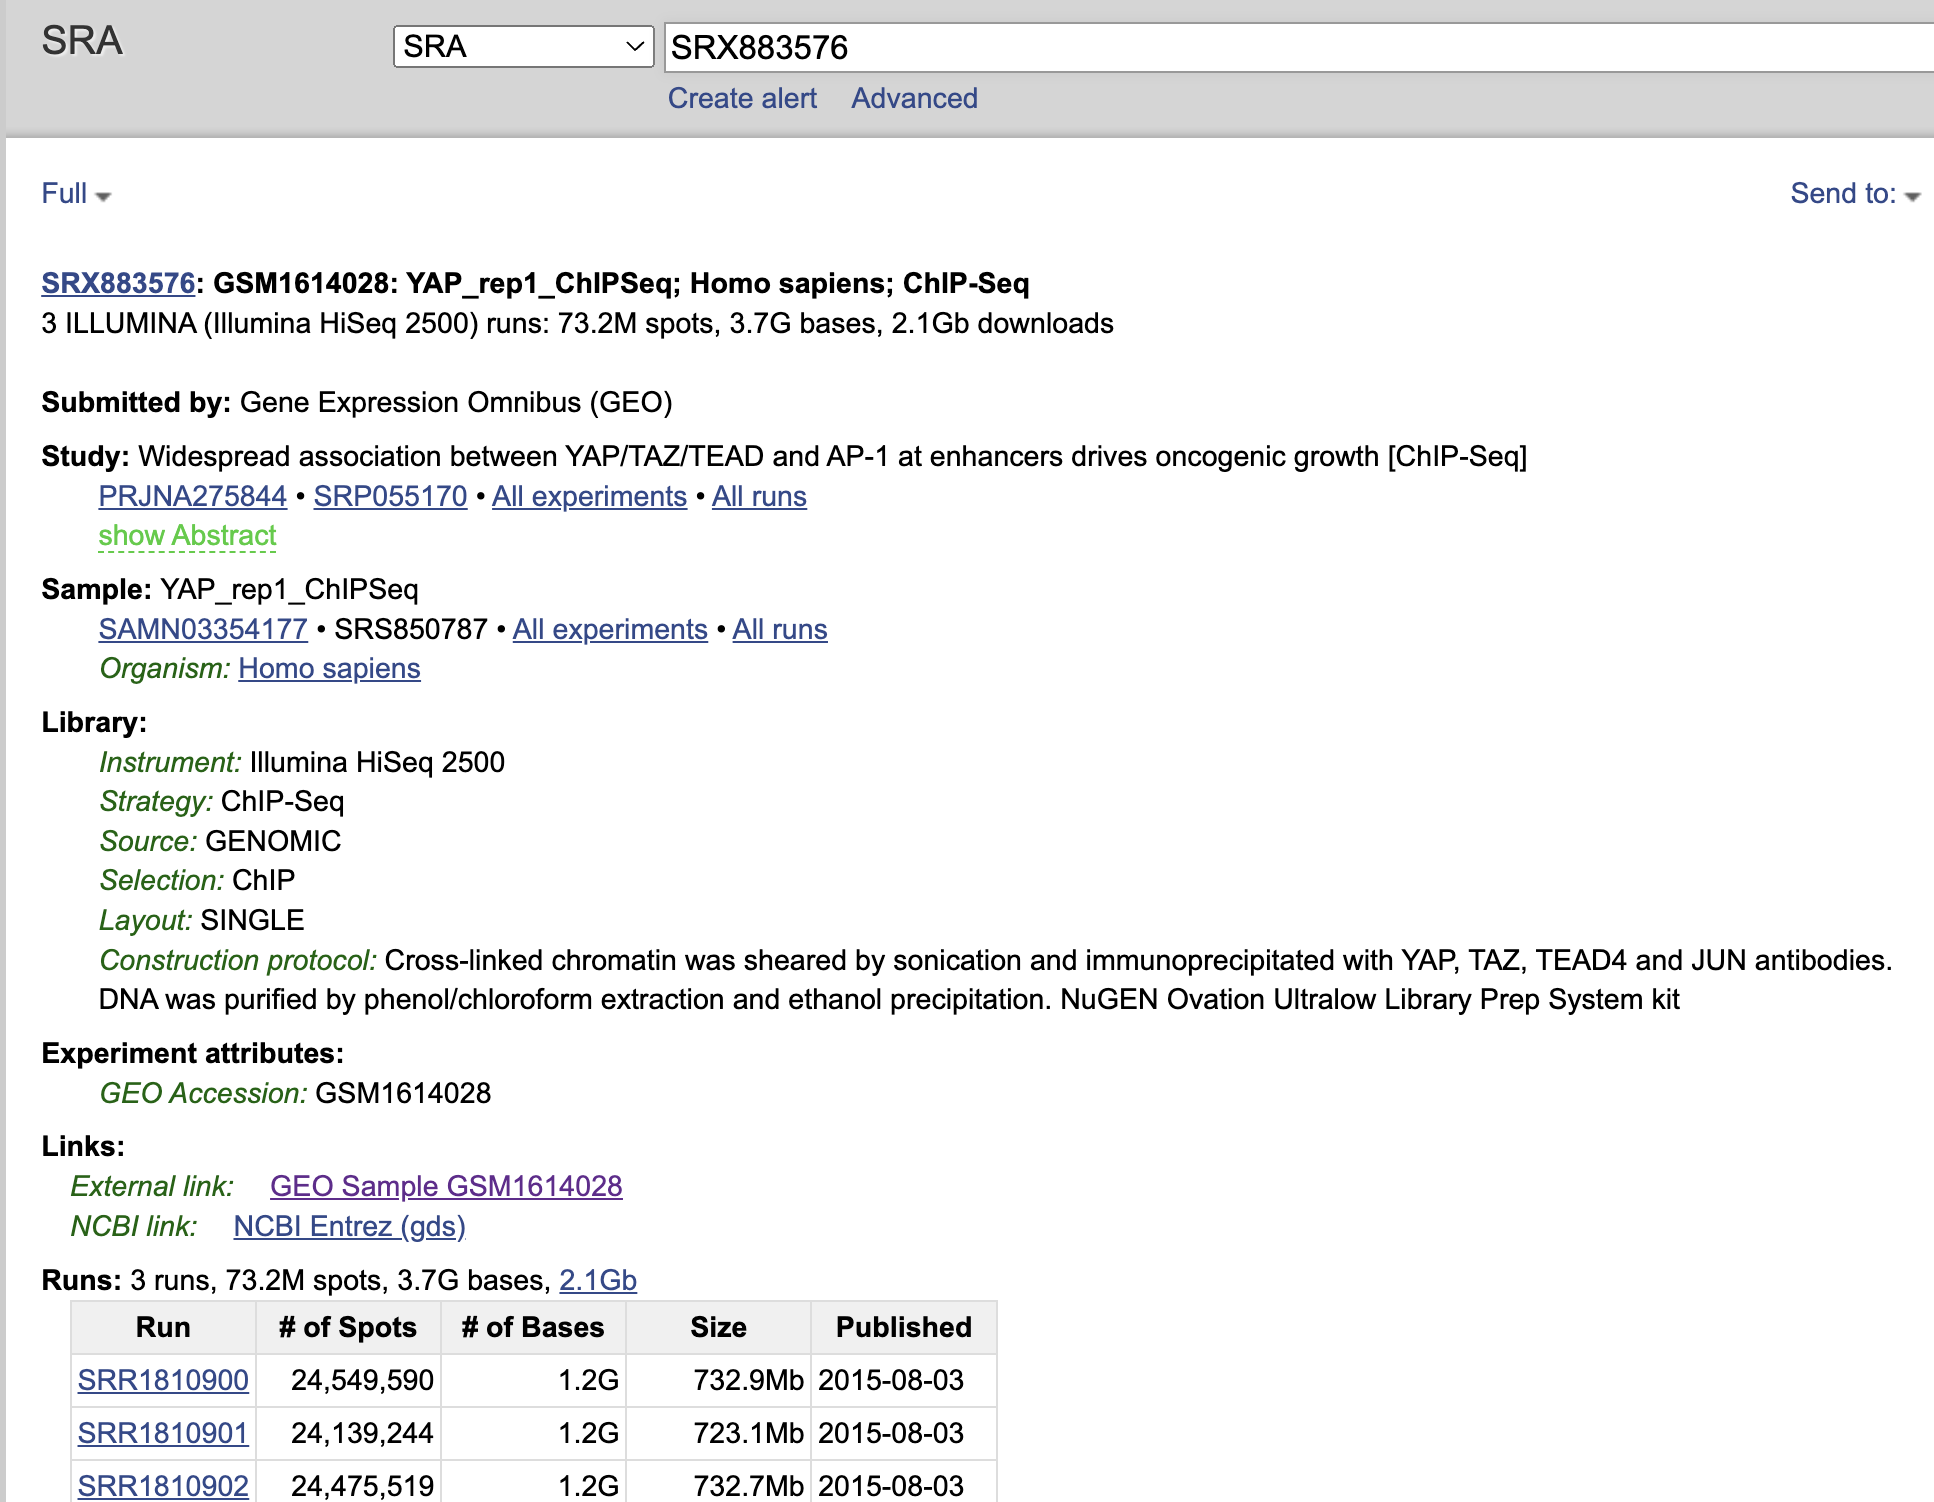 SRA
SRA
SRX883576
Create alert Advanced
Full
Send to:
SRX883576: GSM1614028: YAP_rep1_ChIPSeq; Homo sapiens; ChIP-Seq
3 ILLUMINA (Illumina HiSeq 2500) runs: 73.2M spots, 3.7G bases, 2.1Gb downloads
Submitted by: Gene Expression Omnibus (GEO)
Study: Widespread association between YAP/TAZ/TEAD and AP-1 at enhancers drives oncogenic growth [ChIP-Seq]
PRJNA275844 • SRP055170 • All experiments • All runs
show Abstract
Sample: YAP_rep1_ChIPSeq
SAMN03354177 • SRS850787 • All experiments • All runs
Organism: Homo sapiens
Library:
Instrument: Illumina HiSeq 2500
Strategy: ChIP-Seq
Source: GENOMIC
Selection: ChIP
Layout: SINGLE
Construction protocol: Cross-linked chromatin was sheared by sonication and immunoprecipitated with YAP, TAZ, TEAD4 and JUN antibodies.
DNA was purified by phenol/chloroform extraction and ethanol precipitation. NuGEN Ovation Ultralow Library Prep System kit
Experiment attributes:
GEO Accession: GSM1614028
Links:
External link: GEO Sample GSM1614028
NCBI link: NCBI Entrez (gds)
Runs: 3 runs, 73.2M spots, 3.7G bases, 2.1Gb
Run # of Spots # of Bases Size Published
SRR1810900 24,549,590 1.2G 732.9Mb 2015-08-03
SRR1810901 24,139,244 1.2G 723.1Mb 2015-08-03
SRR1810902 24,475,519 1.2G 732.7Mb 2015-08-03